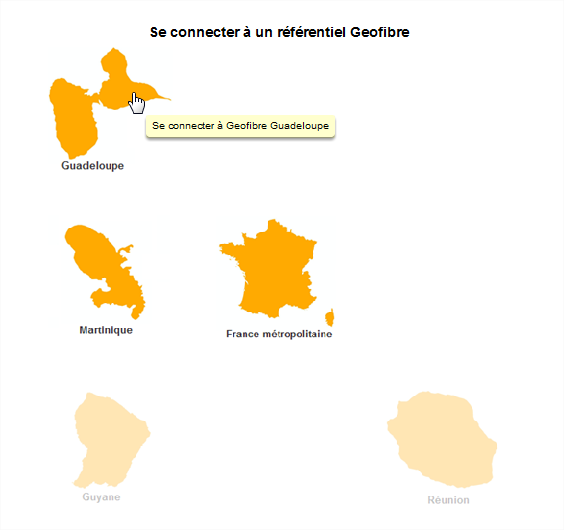 Se connecter à un référentiel Geofibre
Se connecter à Geofibre Guadeloupe
Guadeloupe
Martinique
France métropolitaine
Guyane
Réunion